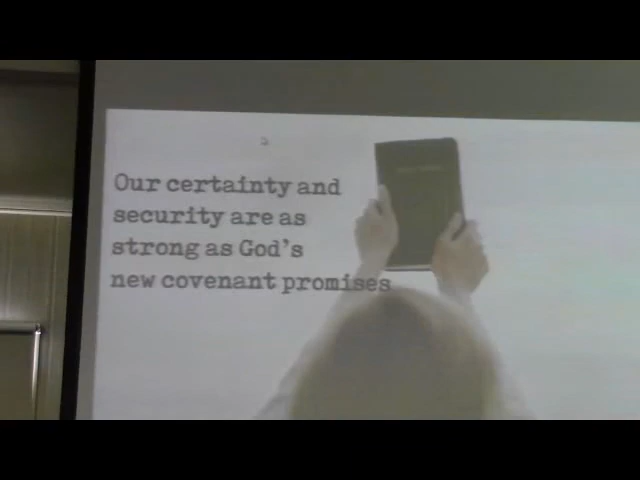 Our certainty and
security are as
strong as God's
new covenant promises